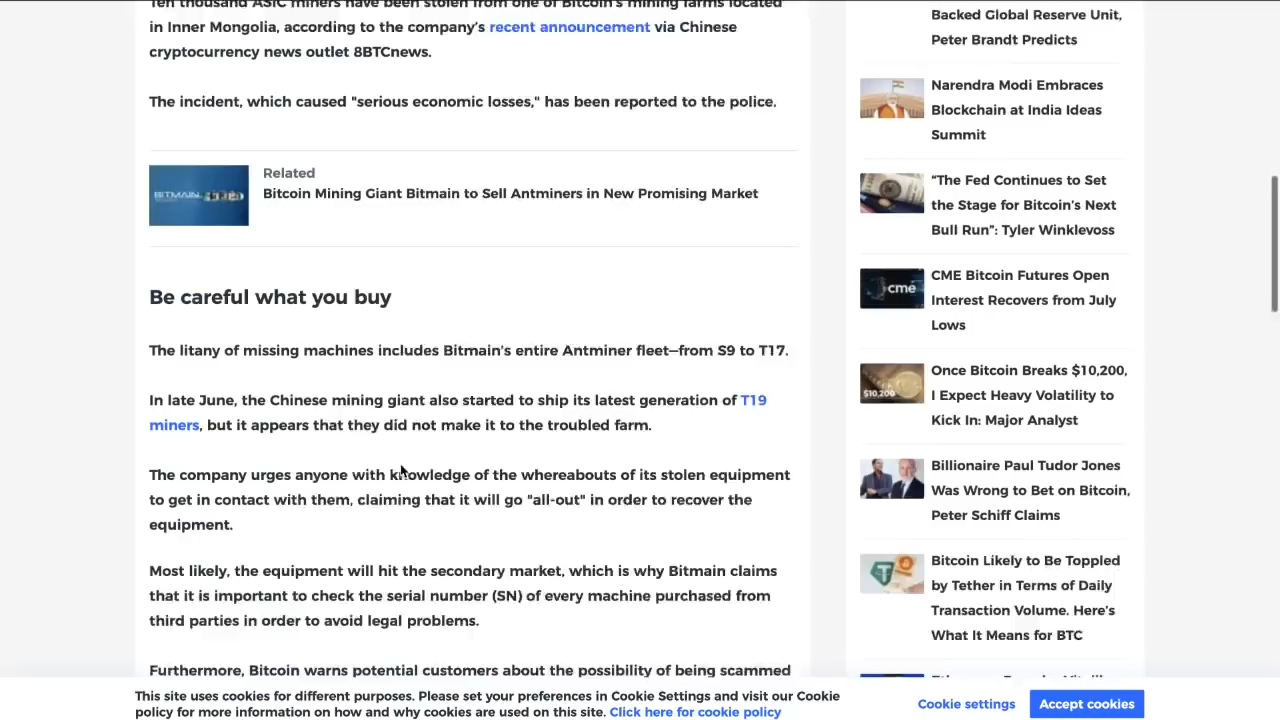 Ten thousand ASIC miners have been stolen from one of Bitcoin's mining farms located
in Inner Mongolia, according to the company's recent announcement via Chinese
cryptocurrency news outlet 8BTCnews.
The incident, which caused "serious economic losses," has been reported to the police.
BITMAIN
Related
Bitcoin Mining Giant Bitmain to Sell Antminers in New Promising Market
Be careful what you buy
The litany of missing machines includes Bitmain's entire Antminer fleet—from S9 to T17.
In late June, the Chinese mining giant also started to ship its latest generation of T19
miners, but it appears that they did not make it to the troubled farm.
The company urges anyone with knowledge of the whereabouts of its stolen equipment
to get in contact with them, claiming that it will go "all-out" in order to recover the
equipment.
Most likely, the equipment will hit the secondary market, which is why Bitmain claims
that it is important to check the serial number (SN) of every machine purchased from
third parties in order to avoid legal problems.
Furthermore, Bitcoin warns potential customers about the possibility of being scammed
Backed Global Reserve Unit,
Peter Brandt Predicts
Narendra Modi Embraces
Blockchain at India Ideas
Summit
“The Fed Continues to Set
the Stage for Bitcoin's Next
Bull Run”: Tyler Winklevoss
cme
CME Bitcoin Futures Open
Interest Recovers from July
Lows
$10,200
Once Bitcoin Breaks $10,200,
I Expect Heavy Volatility to
Kick In: Major Analyst
Billionaire Paul Tudor Jones
Was Wrong to Bet on Bitcoin,
Peter Schiff Claims
Bitcoin Likely to Be Toppled
by Tether in Terms of Daily
Transaction Volume. Here's
What It Means for BTC
This site uses cookies for different purposes. Please set your preferences in Cookie Settings and visit our Cookie
policy for more information on how and why cookies are used on this site. Click here for cookie policy
Cookie settings
Accept cookies